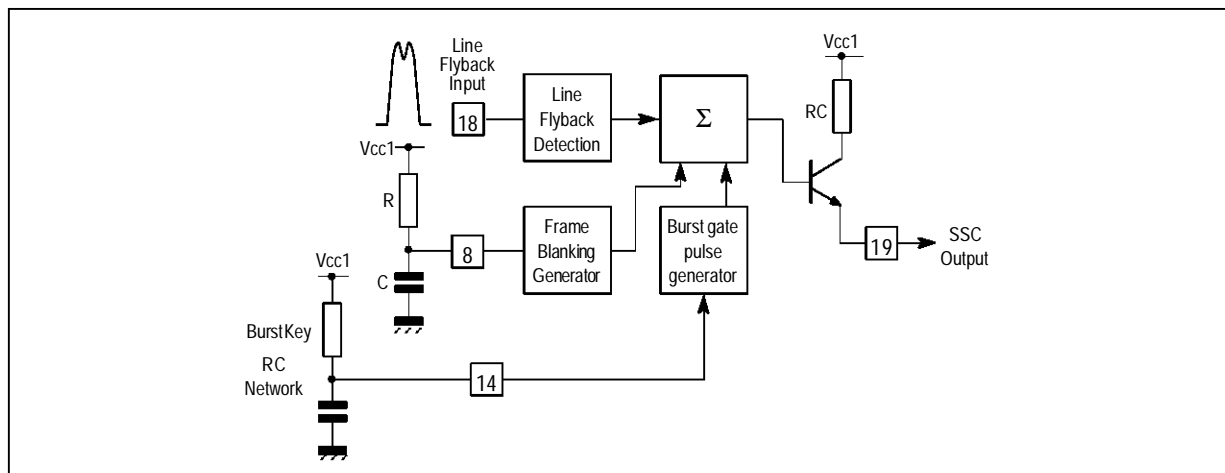 Line
Flyback
Input
18
Line
Flyback
Detection
Σ
Vcc1
RC
Vcc1
R
C
8
Frame
Blanking
Generator
Burst gate
pulse
generator
19
SSC
Output
Vcc1
BurstKey
RC
Network
14